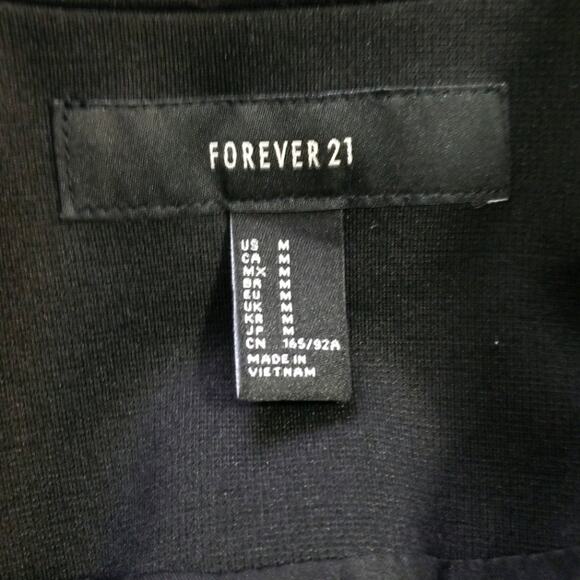 FOREVER 21
US M
CA M
MX M
BR M
EU M
UK M
KR M
JP M
CN 165/92A
MADE IN
VIETNAM